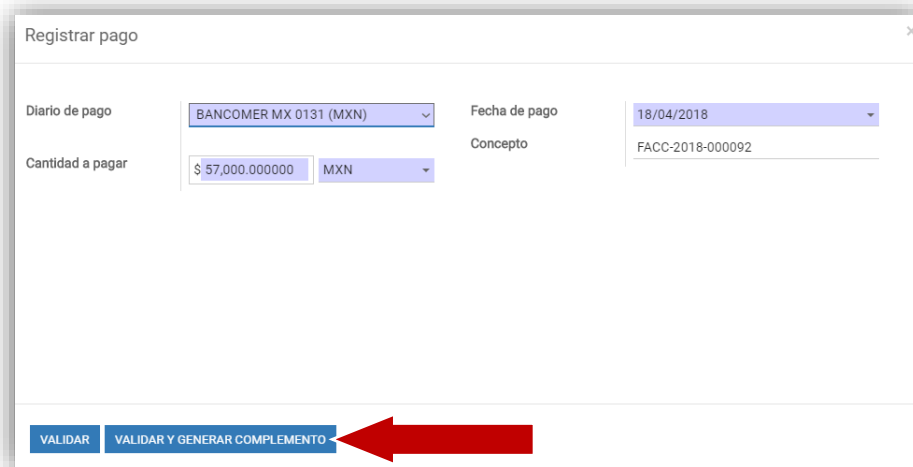 Registrar pago
×
Diario de pago
BANCOMER MX 0131 (MXN)
Fecha de pago
18/04/2018
Concepto
FACC-2018-000092
Cantidad a pagar
$ 57,000.000000
MXN
VALIDAR
VALIDAR Y GENERAR COMPLEMENTO